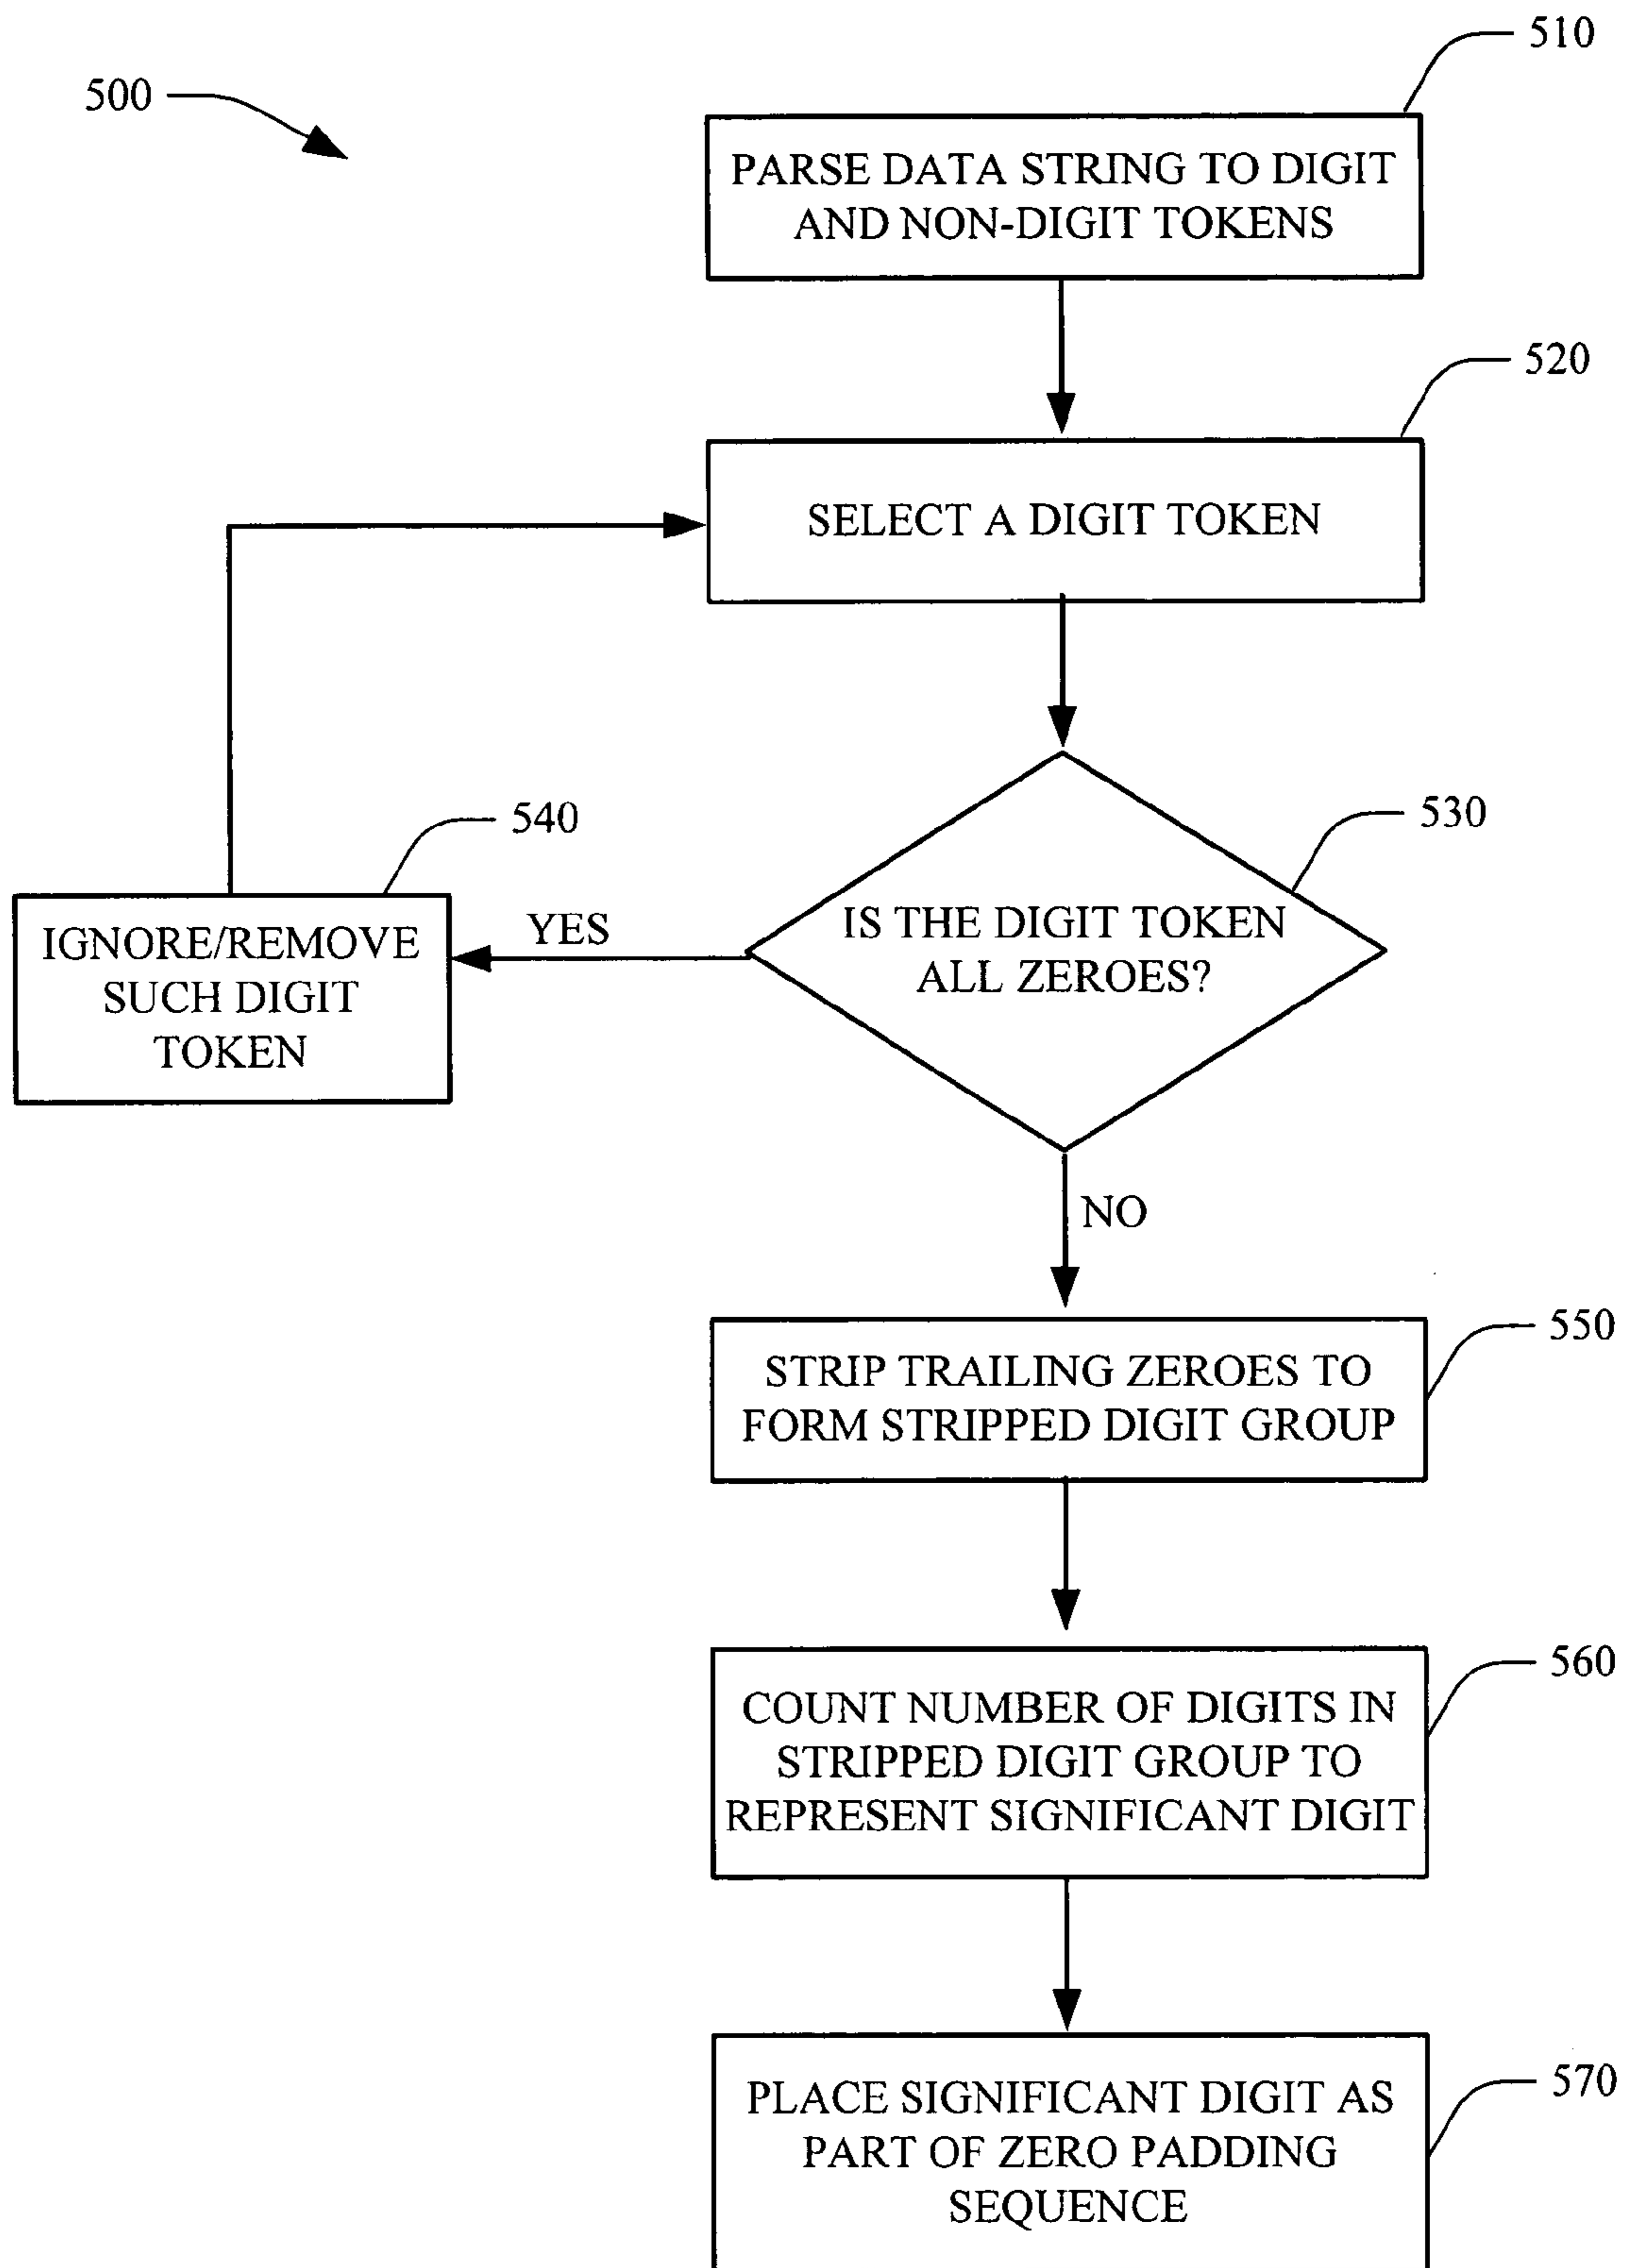 510
500
PARSE DATA STRING TO DIGIT
AND NON-DIGIT TOKENS
520
SELECT A DIGIT TOKEN
530
540
IS THE DIGIT TOKEN
ALL ZEROES?
YES
IGNORE/REMOVE
SUCH DIGIT
TOKEN
NO
550
STRIP TRAILING ZEROES TO
FORM STRIPPED DIGIT GROUP
560
COUNT NUMBER OF DIGITS IN
STRIPPED DIGIT GROUP TO
REPRESENT SIGNIFICANT DIGIT
570
PLACE SIGNIFICANT DIGIT AS
PART OF ZERO PADDING
SEQUENCE